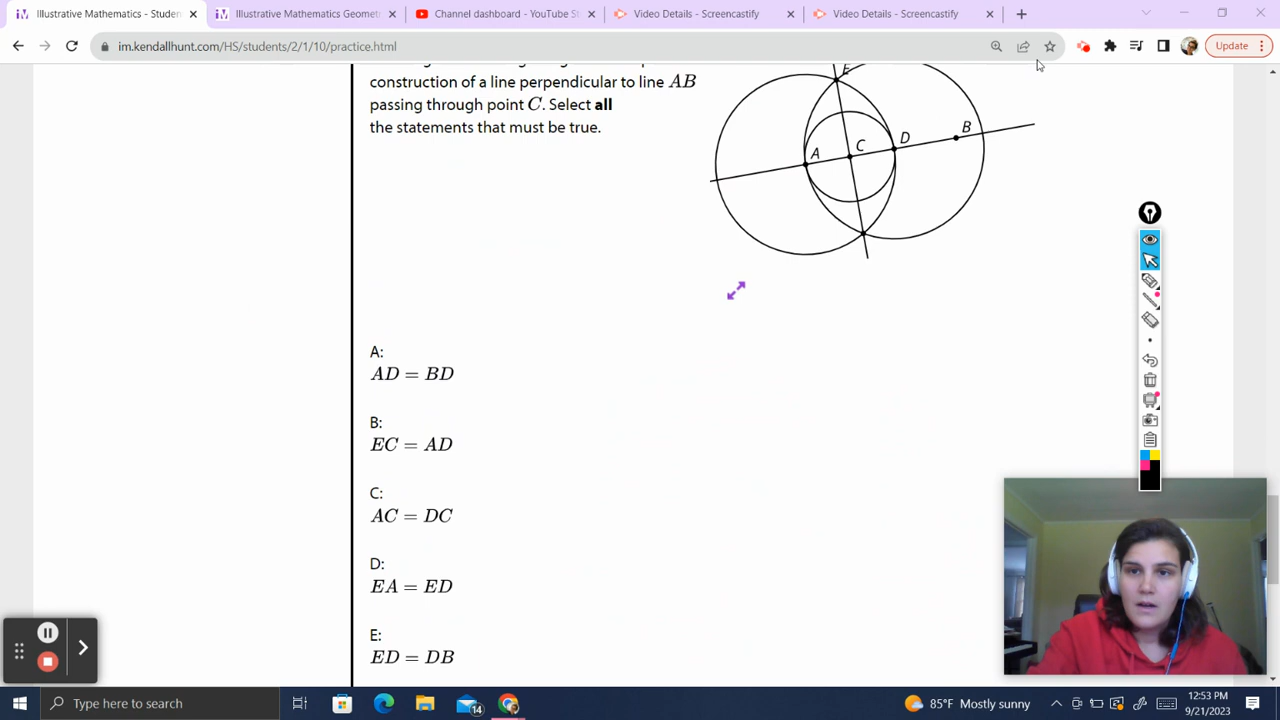 Illustrative Mathematics - Studen
Illustrative Mathematics Geomet
Channel dashboard - YouTube St
Video Details - Screencastify
Video Details - Screencastify
im.kendallhunt.com/HS/students/2/1/10/practice.html
Update
construction of a line perpendicular to line AB
passing through point C. Select all
the statements that must be true.
E
B
D
C
A
A:
AD = BD
B:
EC = AD
C:
AC = DC
D:
EA = ED
E:
ED = DB
Type here to search
14
85°F Mostly sunny
12:53 PM
9/21/2023